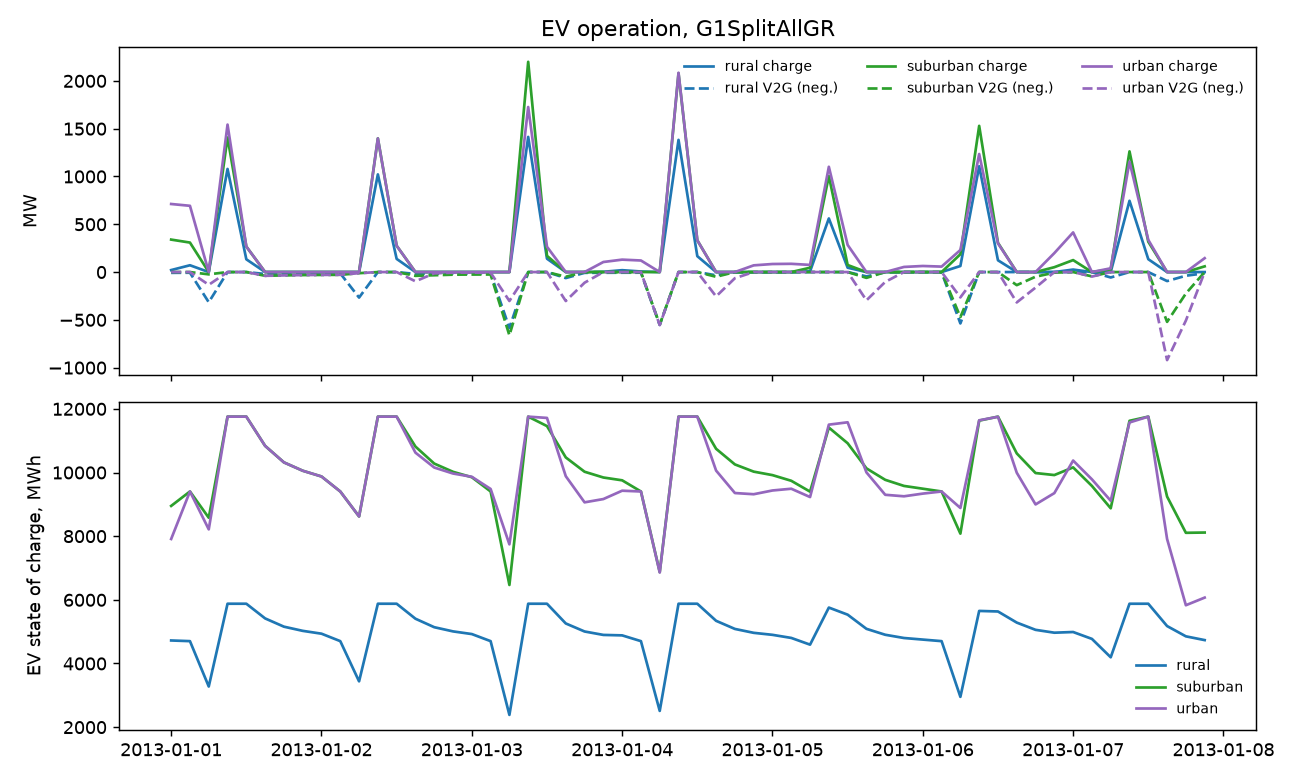 EV operation, G1SplitAllGR
MW
2000
1500
1000
500
0
−500
−1000
rural charge
rural V2G (neg.)
suburban charge
suburban V2G (neg.)
urban charge
urban V2G (neg.)
EV state of charge, MWh
12000
10000
8000
6000
4000
2000
rural
suburban
urban
2013-01-01 2013-01-02 2013-01-03 2013-01-04 2013-01-05 2013-01-06 2013-01-07 2013-01-08